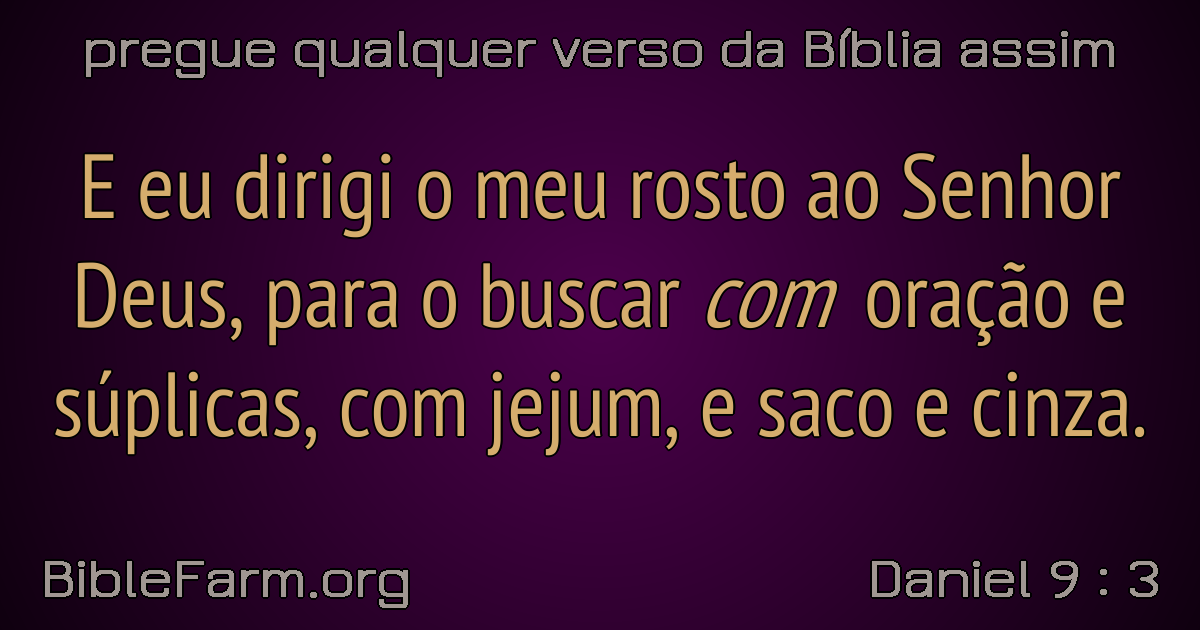 pregue qualquer verso da Bíblia assim
E eu dirigi o meu rosto ao Senhor
Deus, para o buscar com oração e
súplicas, com jejum, e saco e cinza.
BibleFarm.org
Daniel 9 : 3